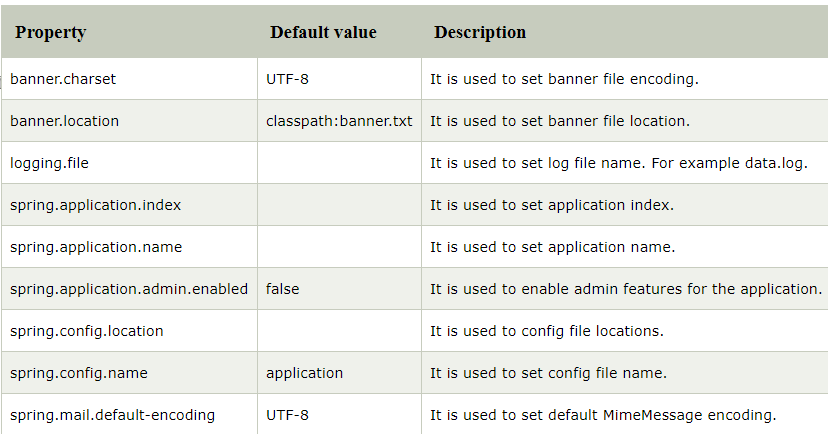 Property Default value Description
banner.charset UTF-8 It is used to set banner file encoding.
banner.location classpath:banner.txt It is used to set banner file location.
logging.file It is used to set log file name. For example data.log.
spring.application.index It is used to set application index.
spring.application.name It is used to set application name.
spring.application.admin.enabled false It is used to enable admin features for the application.
spring.config.location It is used to config file locations.
spring.config.name application It is used to set config file name.
spring.mail.default-encoding UTF-8 It is used to set default MimeMessage encoding.